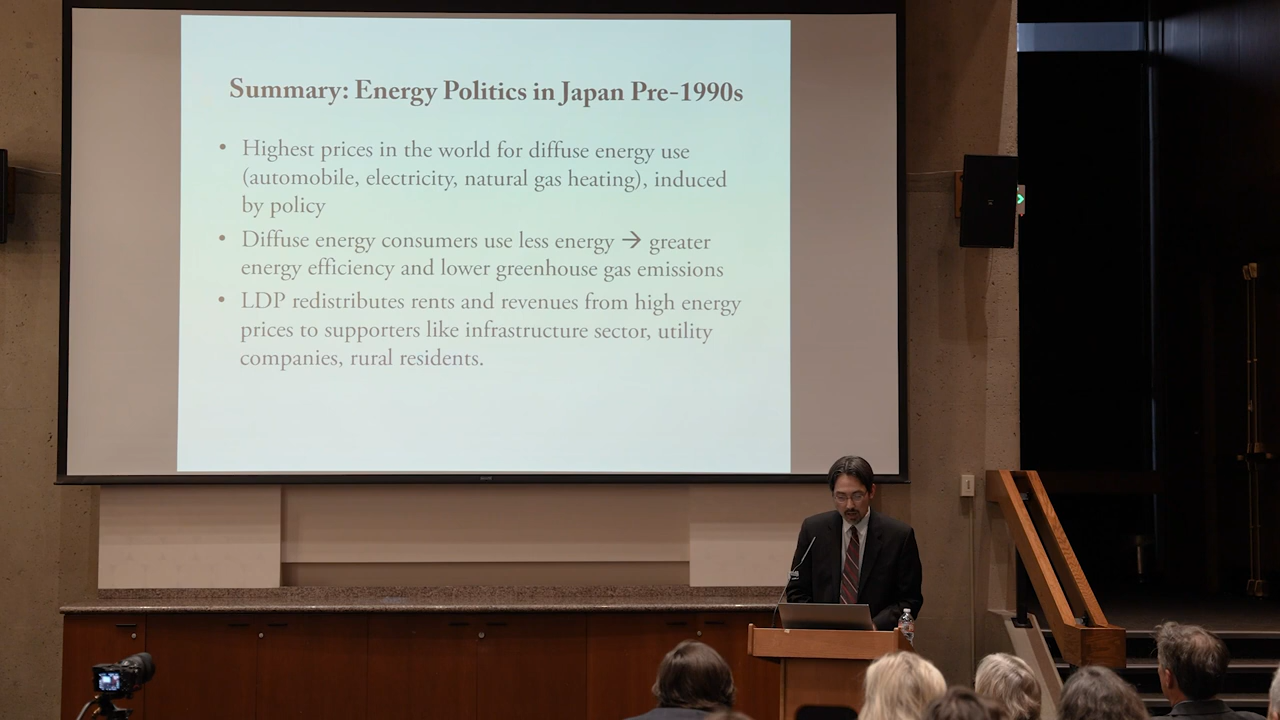 Summary: Energy Politics in Japan Pre-1990s
• Highest prices in the world for diffuse energy use
(automobile, electricity, natural gas heating), induced
by policy
• Diffuse energy consumers use less energy → greater
energy efficiency and lower greenhouse gas emissions
• LDP redistributes rents and revenues from high energy
prices to supporters like infrastructure sector, utility
companies, rural residents.